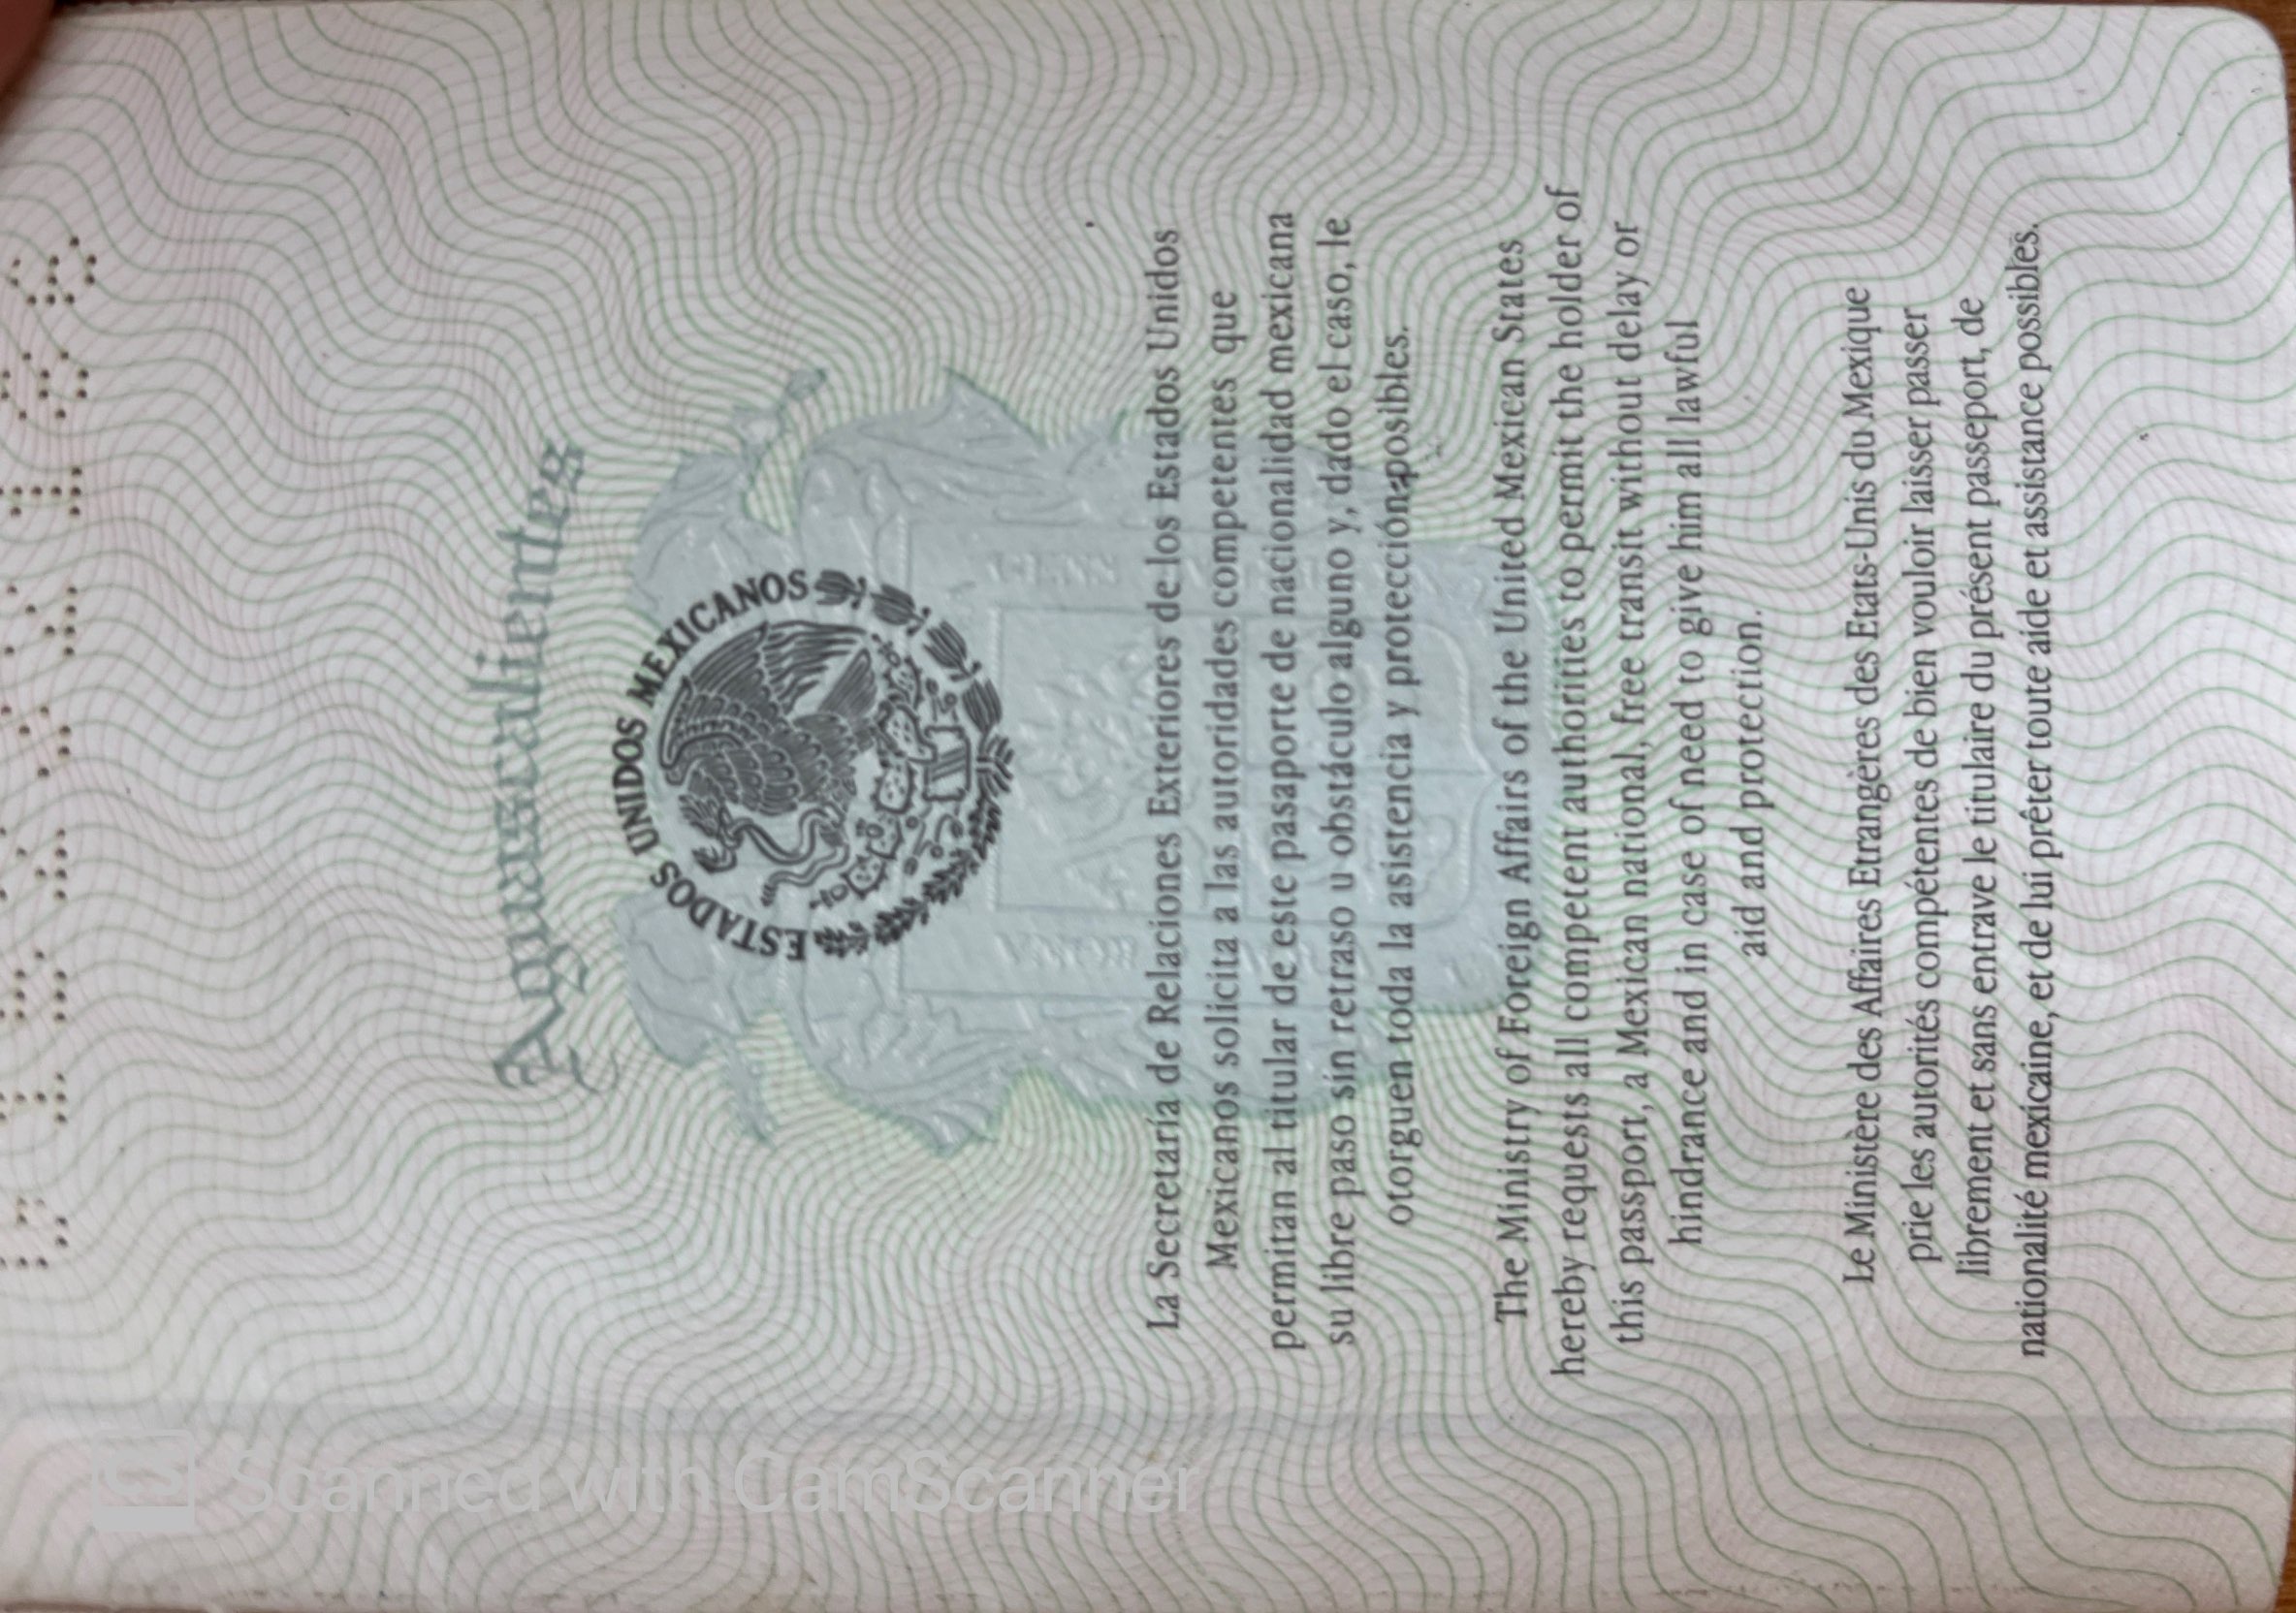 Aguascalientes
ESTADOS UNIDOS MEXICANOS
La Secretaría de Relaciones Exteriores de los Estados Unidos
Mexicanos solicita a las autoridades competentes que
permitan al titular de este pasaporte de nacionalidad mexicana
su libre paso sin retraso u obstáculo alguno y, dado el caso, le
otorguen toda la asistencia y protección posibles.
The Ministry of Foreign Affairs of the United Mexican States
hereby requests all competent authorities to permit the holder of
this passport, a Mexican national, free transit without delay or
hindrance and in case of need to give him all lawful
aid and protection.
Le Ministère des Affaires Etrangères des Etats-Unis du Mexique
prie les autorités compétentes de bien vouloir laisser passer
librement et sans entrave le titulaire du présent passeport, de
nationalité mexicaine, et de lui prêter toute aide et assistance possibles.
CS Scanned with CamScanner